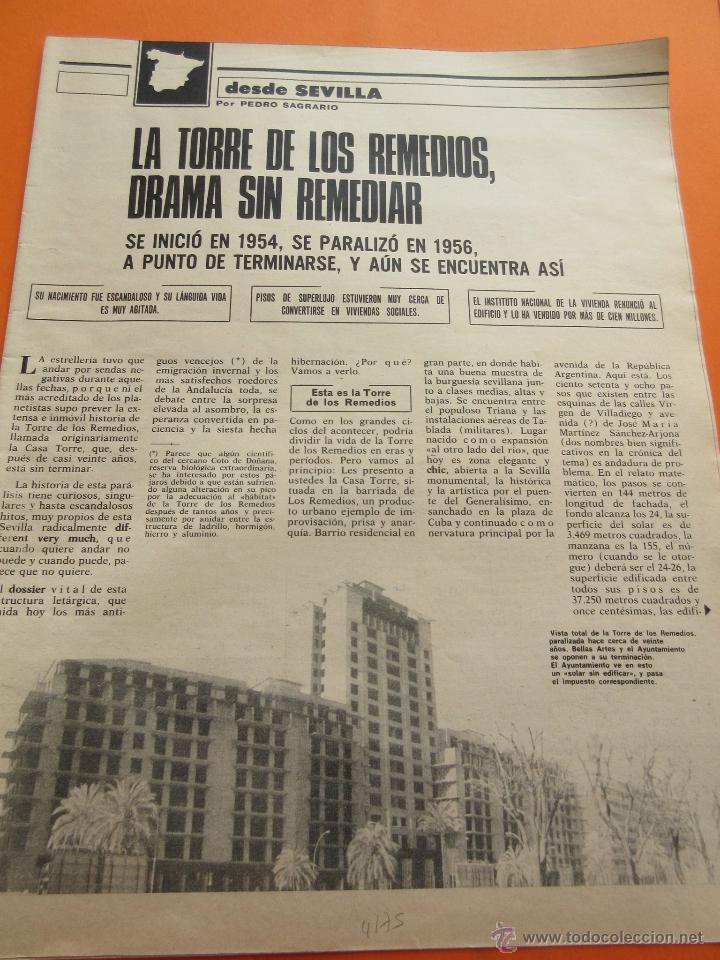 desde SEVILLA
Por PEDRO SAGRARIO
LA TORRE DE LOS REMEDIOS,
DRAMA SIN REMEDIAR
SE INICIÓ EN 1954, SE PARALIZÓ EN 1956,
A PUNTO DE TERMINARSE, Y AÚN SE ENCUENTRA ASÍ
SU NACIMIENTO FUE ESCANDALOSO Y SU LÁNGUIDA VIDA
ES MUY AGITADA.
PISOS DE SUPERLUJO ESTUVIERON MUY CERCA DE
CONVERTIRSE EN VIVIENDAS SOCIALES.
EL INSTITUTO NACIONAL DE LA VIVIENDA RENUNCIÓ AL
EDIFICIO Y LO HA VENDIDO POR MÁS DE CIEN MILLONES.
LA estrellería tuvo que
andar por sendas ne-
gativas durante aque-
llas fechas, porque ni el
más acreditado de los pla-
netistas supo prever la ex-
tensa e inmóvil historia de
la Torre de los Remedios,
llamada originariamente
la Casa Torre, que, des-
pués de casi veinte años,
está sin terminar.
La historia de esta pará-
lisis tiene curiosos, singu-
lares y hasta escandalosos
hitos, muy propios de esta
Sevilla radicalmente dif-
ferent very much, que
cuando quiere andar no
puede y cuando puede, pa-
ece que no quiere.
l dossier vital de esta
structura letárgica, que
uida hoy los más anti-
guos vencejos (*) de la
emigración invernal y los
más satisfechos roedores
de la Andalucía toda, se
debate entre la sorpresa
elevada al asombro, la es-
peranza convertida en pa-
ciencia y la siesta hecha
(*) Parece que algún científi-
co del cercano Coto de Doñana,
reserva biológica extraordinaria,
se ha interesado por estos pá-
jaros debido a que están sufrien-
do alguna alteración en su pico
por la adecuación al «hábitat»
de la Torre de los Remedios
después de tantos años y preci-
samente por anidar entre la es-
tructura de ladrillo, hormigón,
hierro y aluminio.
hibernación. ¿Por qué?
Vamos a verlo.
Esta es la Torre
de los Remedios
Como en los grandes ci-
clos del acontecer, podría
dividir la vida de la Torre
de los Remedios en eras y
períodos. Pero vamos al
principio: Les presento a
ustedes la Casa Torre, si-
tuada en la barriada de
Los Remedios, un produc-
to urbano ejemplo de im-
provisación, prisa y anar-
quía. Barrio residencial en
gran parte, en donde habi-
ta una buena muestra de
la burguesía sevillana jun-
to a clases medias, altas y
bajas. Se encuentra entre
el populoso Triana y las
instalaciones aéreas de Ta-
blada (militares). Lugar
nacido como expansión
«al otro lado del río», que
hoy es zona elegante y
chic, abierta a la Sevilla
monumental, la histórica
y la artística por el puen-
te del Generalísimo, en-
sanchado en la plaza de
Cuba y continuado como
nervatura principal por la
avenida de la República
Argentina. Aquí está. Los
ciento setenta y ocho pa-
sos que existen entre las
esquinas de las calles Vir-
gen de Villadiego y ave-
nida (?) de José María
Martínez Sánchez-Arjona
(dos nombres bien signifi-
cativos en la crónica del
tema) es andadura de pro-
blema. En el relato mate-
mático, los pasos se con-
vierten en 144 metros de
longitud de fachada, el
fondo alcanza los 24, la su-
perficie del solar es de
3.469 metros cuadrados, la
manzana es la 155, el nú-
mero (cuando se le otor-
gue) deberá ser el 24-26, la
superficie edificada entre
todos sus pisos es de
37.250 metros cuadrados y
once centésimas, las edifi-
Vista total de la Torre de los Remedios,
paralizada hace cerca de veinte
años. Bellas Artes y el Ayuntamiento
se oponen a su terminación.
El Ayuntamiento ve en esto
un «solar sin edificar», y pasa
el impuesto correspondiente.
4/75
www.todocoleccion.net